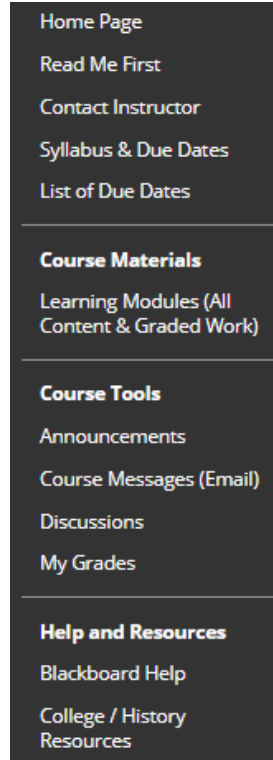 Home Page
Read Me First
Contact Instructor
Syllabus & Due Dates
List of Due Dates
Course Materials
Learning Modules (All
Content & Graded Work)
Course Tools
Announcements
Course Messages (Email)
Discussions
My Grades
Help and Resources
Blackboard Help
College / History
Resources